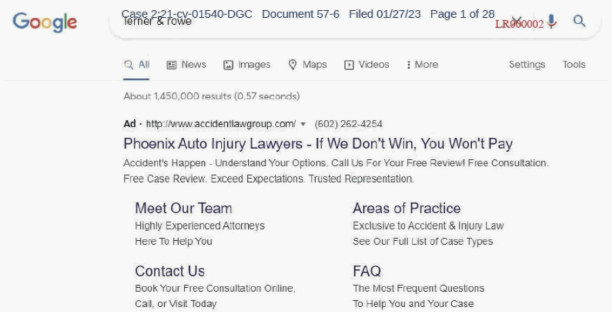 Case 2:21-cv-01540-DGC Document 57-6 Filed 01/27/23 Page 1 of 28
Google
lerner & rowe
LR000002
All News Images Maps Videos More Settings Tools
About 1,450,000 results (0.57 seconds)
Ad · http://www.accidentlawgroup.com/ (602) 262-4254
Phoenix Auto Injury Lawyers - If We Don't Win, You Won't Pay
Accident's Happen - Understand Your Options. Call Us For Your Free Review! Free Consultation.
Free Case Review. Exceed Expectations. Trusted Representation.
Meet Our Team
Highly Experienced Attorneys
Here To Help You
Areas of Practice
Exclusive to Accident & Injury Law
See Our Full List of Case Types
Contact Us
Book Your Free Consultation Online,
Call, or Visit Today
FAQ
The Most Frequent Questions
To Help You and Your Case